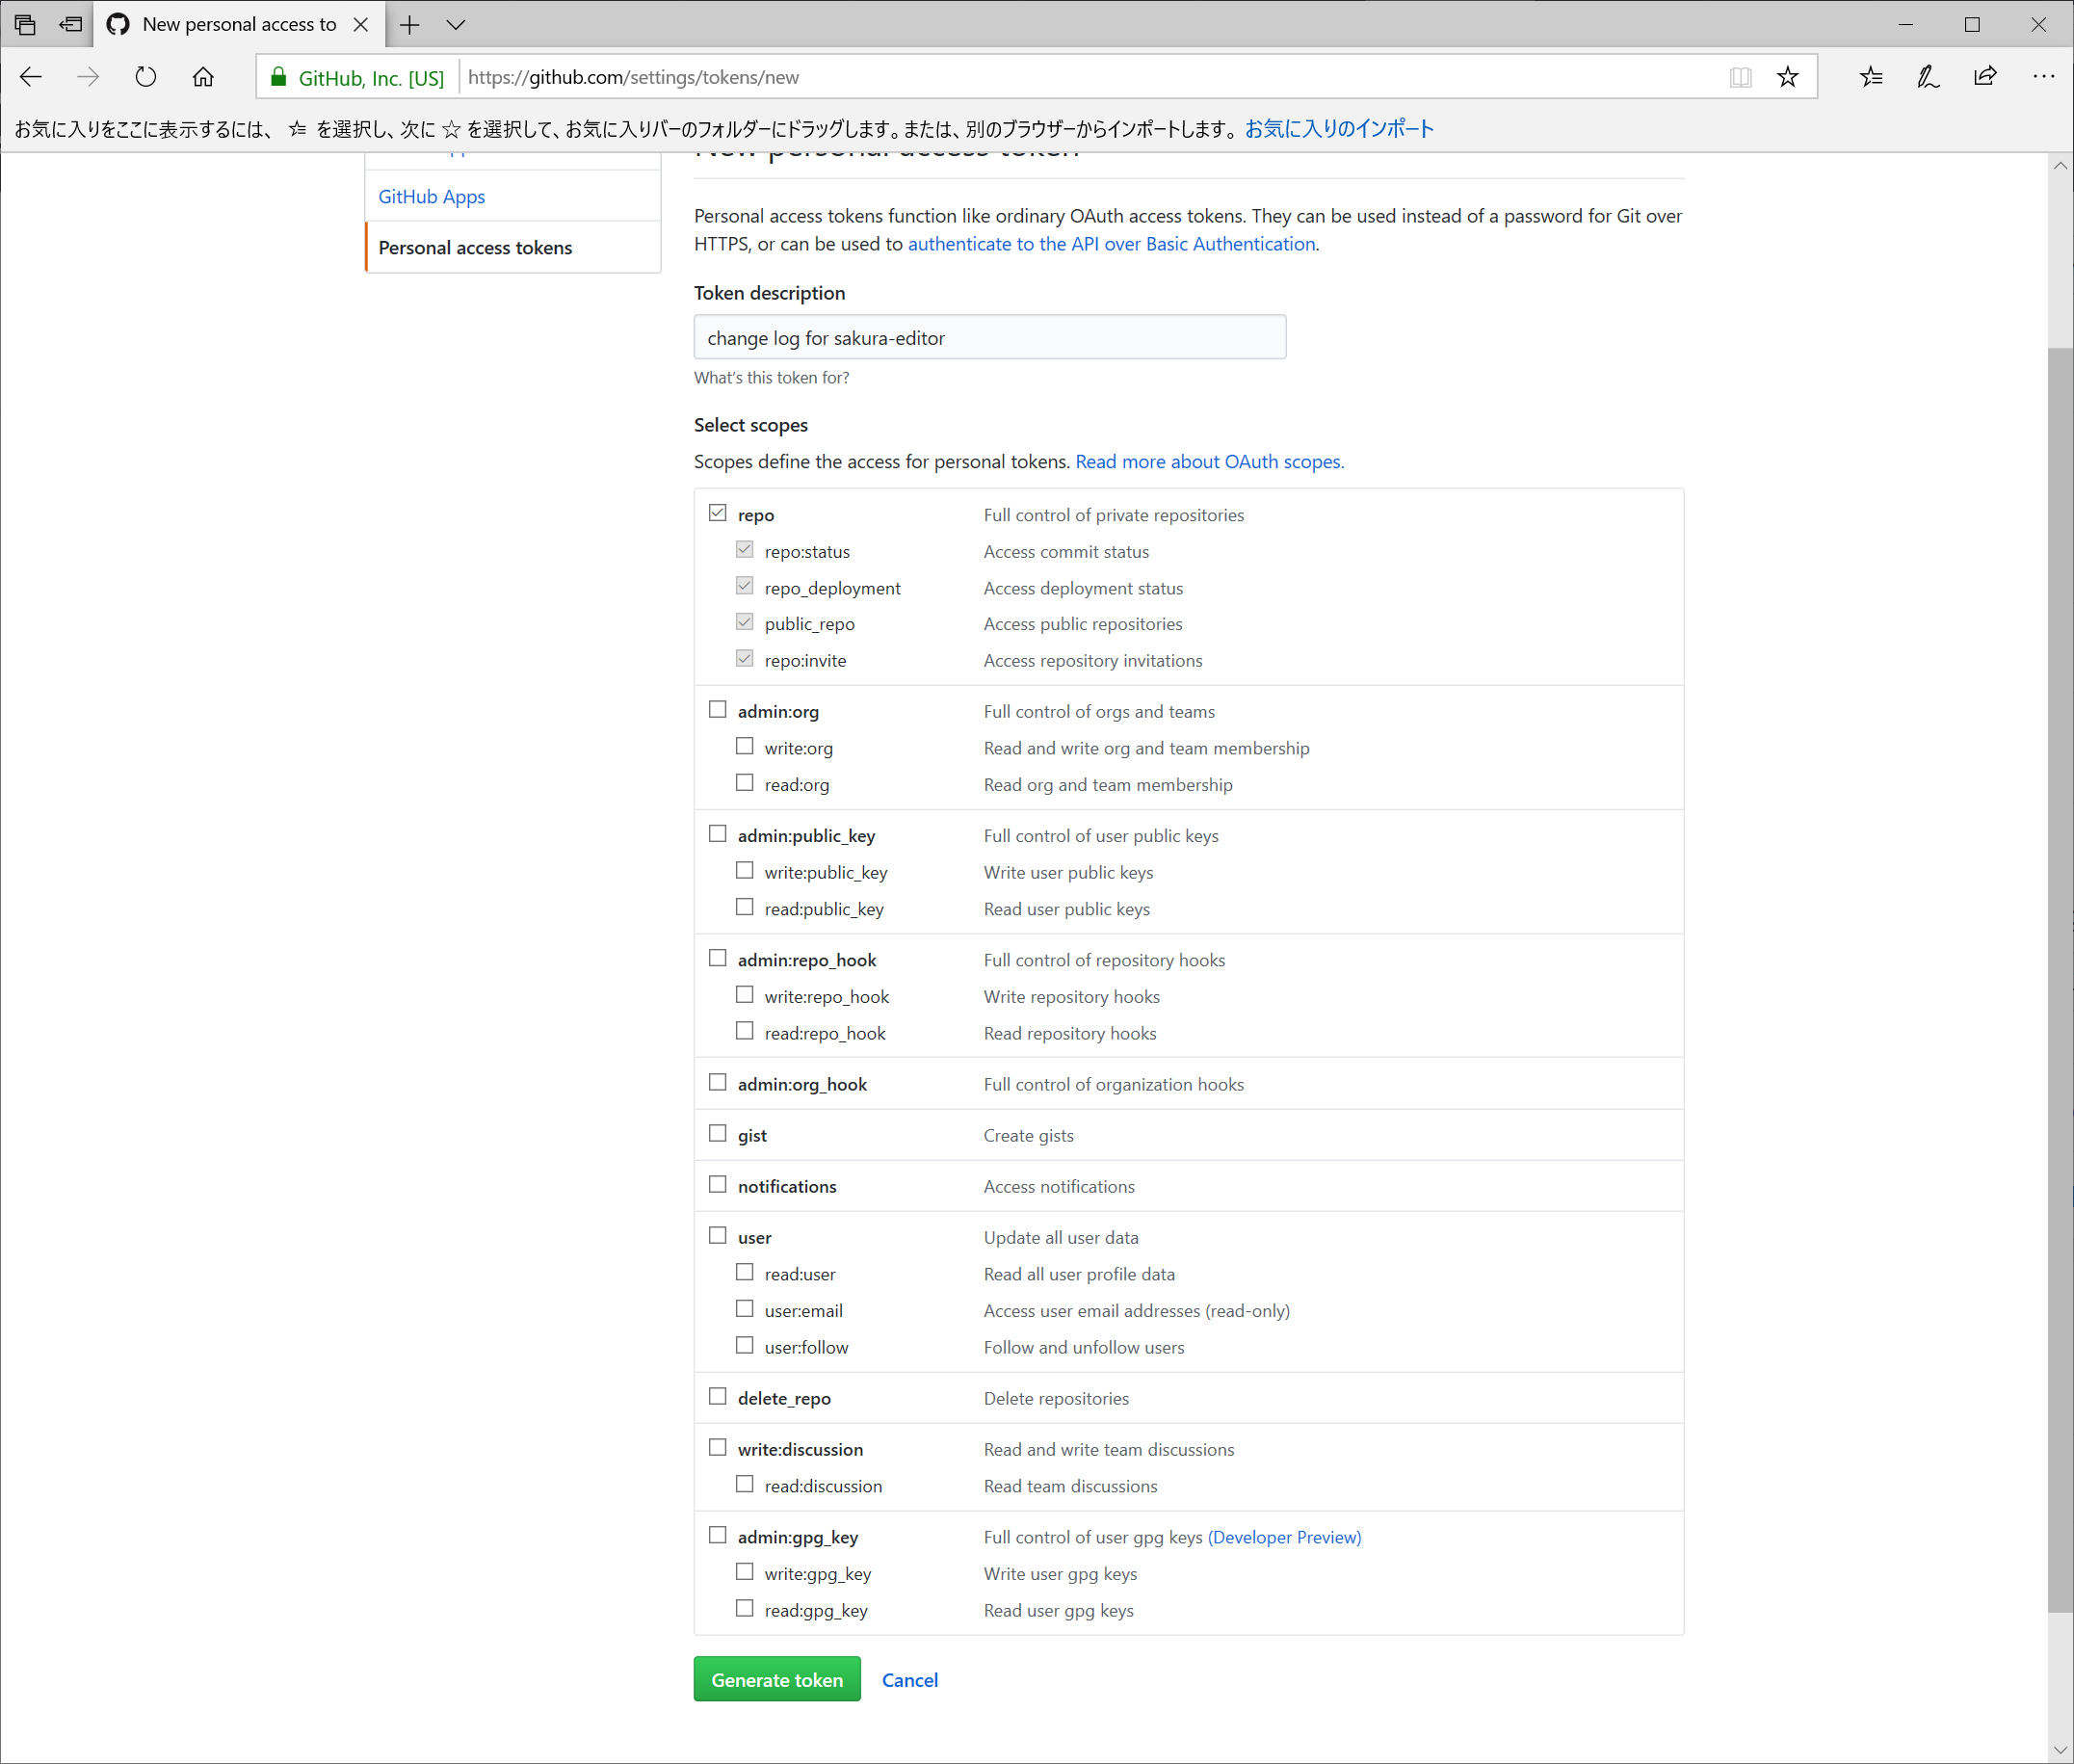 New personal access to
GitHub, Inc. [US] https://github.com/settings/tokens/new
お気に入りをここに表示するには、 を選択し、次に ☆ を選択して、お気に入りバーのフォルダーにドラッグします。または、別のブラウザーからインポートします。 お気に入りのインポート
New personal access token
GitHub Apps
Personal access tokens
Personal access tokens function like ordinary OAuth access tokens. They can be used instead of a password for Git over
HTTPS, or can be used to authenticate to the API over Basic Authentication.
Token description
change log for sakura-editor
What's this token for?
Select scopes
Scopes define the access for personal tokens. Read more about OAuth scopes.
repo Full control of private repositories
repo:status Access commit status
repo_deployment Access deployment status
public_repo Access public repositories
repo:invite Access repository invitations
admin:org Full control of orgs and teams
write:org Read and write org and team membership
read:org Read org and team membership
admin:public_key Full control of user public keys
write:public_key Write user public keys
read:public_key Read user public keys
admin:repo_hook Full control of repository hooks
write:repo_hook Write repository hooks
read:repo_hook Read repository hooks
admin:org_hook Full control of organization hooks
gist Create gists
notifications Access notifications
user Update all user data
read:user Read all user profile data
user:email Access user email addresses (read-only)
user:follow Follow and unfollow users
delete_repo Delete repositories
write:discussion Read and write team discussions
read:discussion Read team discussions
admin:gpg_key Full control of user gpg keys (Developer Preview)
write:gpg_key Write user gpg keys
read:gpg_key Read user gpg keys
Generate token Cancel